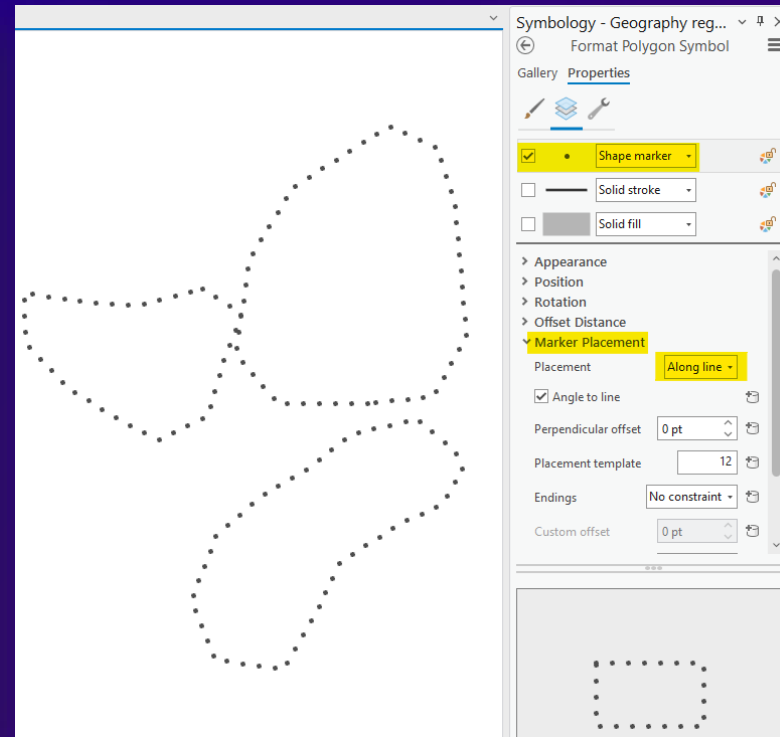 Symbology - Geography reg...
Format Polygon Symbol
Gallery Properties
Shape marker
Solid stroke
Solid fill
Appearance
Position
Rotation
Offset Distance
Marker Placement
Placement Along line
Angle to line
Perpendicular offset 0 pt
Placement template 12
Endings No constraint
Custom offset 0 pt